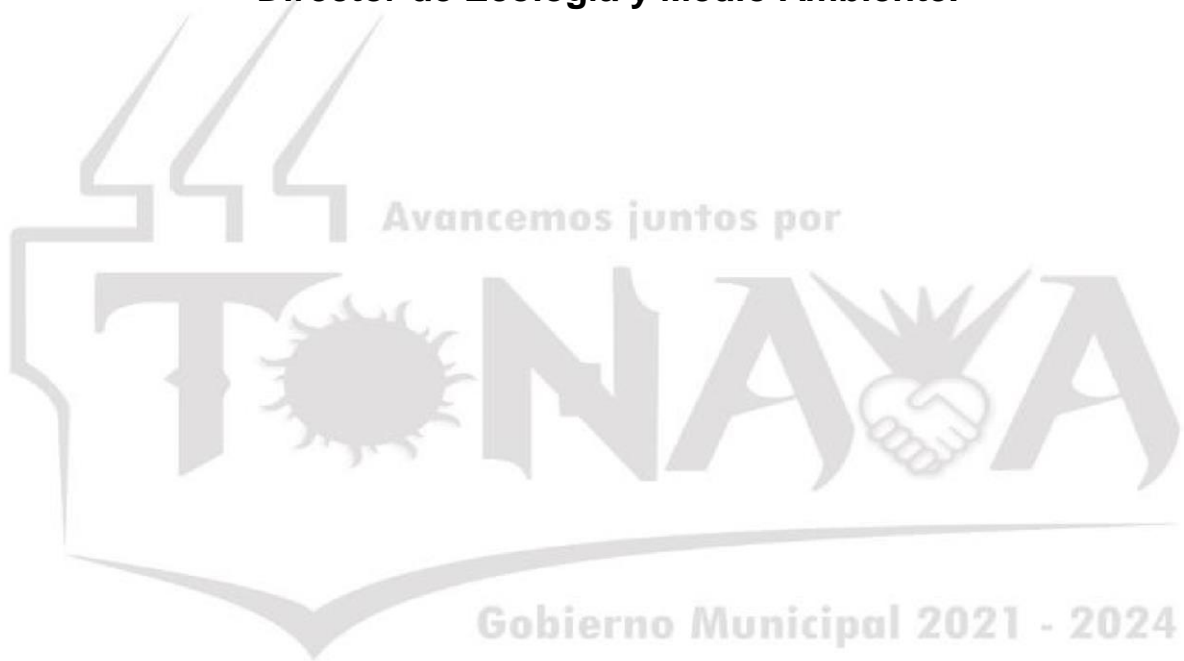 Director de Ecología y Medio Ambiente.
Avancemos juntos por
TONAYA
Gobierno Municipal 2021 - 2024